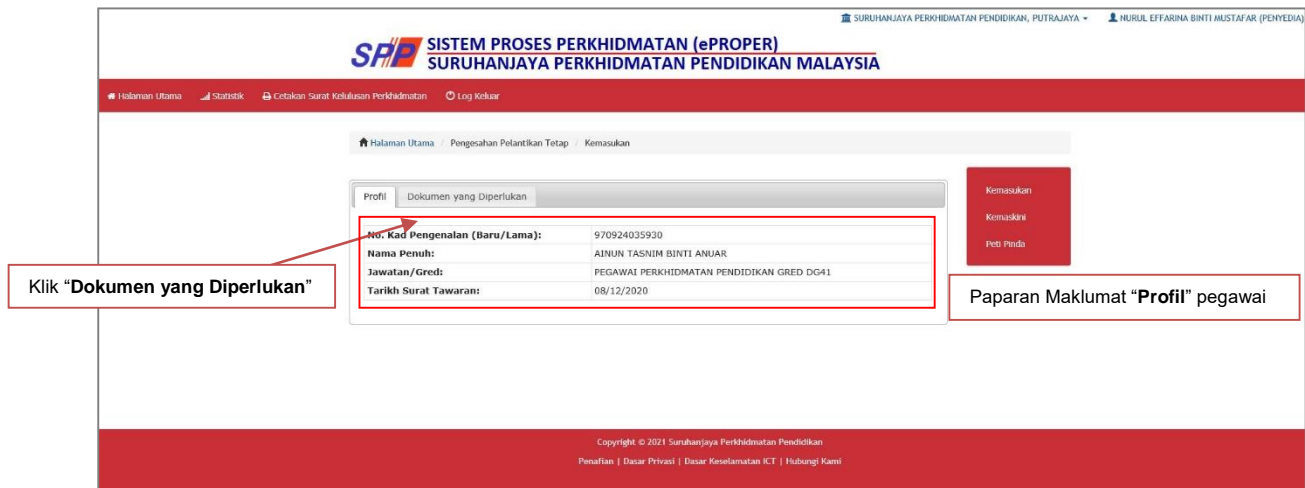 SURUHANJAYA PERKHIDMATAN PENDIDIKAN, PUTRAJAYA
NURUL EFFARINA BINTI MUSTAFAR (PENYEDIA)
SPP
SISTEM PROSES PERKHIDMATAN (ePROPER)
SURUHANJAYA PERKHIDMATAN PENDIDIKAN MALAYSIA
Halaman Utama Statistik Cetakan Surat Kelulusan Perkhidmatan Log Keluar
Halaman Utama / Pengesahan Pelantikan Tetap / Kemasukan
Profil Dokumen yang Diperlukan
No. Kad Pengenalan (Baru/Lama): 970924035930
Nama Penuh: AINUN TASNIM BINTI ANUAR
Jawatan/Gred: PEGAWAI PERKHIDMATAN PENDIDIKAN GRED DG41
Tarikh Surat Tawaran: 08/12/2020
Kemasukan
Kemaskini
Peti Pinda
Klik “Dokumen yang Diperlukan”
Paparan Maklumat “Profil” pegawai
Copyright © 2021 Suruhanjaya Perkhidmatan Pendidikan
Penafian | Dasar Privasi | Dasar Keselamatan ICT | Hubungi Kami